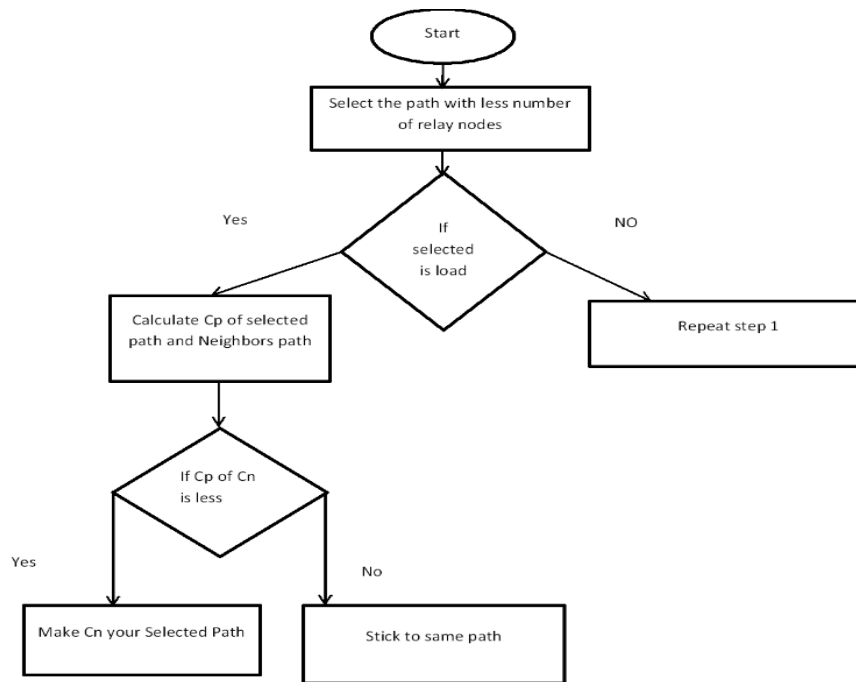 Start
Select the path with less number
of relay nodes
Yes
NO
If
selected
is load
Calculate Cp of selected
path and Neighbors path
Repeat step 1
If Cp of Cn
is less
Yes
No
Make Cn your Selected Path
Stick to same path